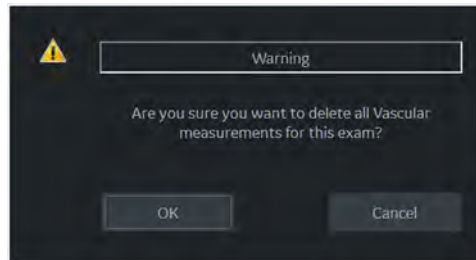 Warning
Are you sure you want to delete all Vascular
measurements for this exam?
OK
Cancel